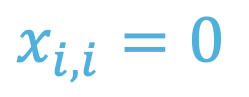 x_{i,i} = 0